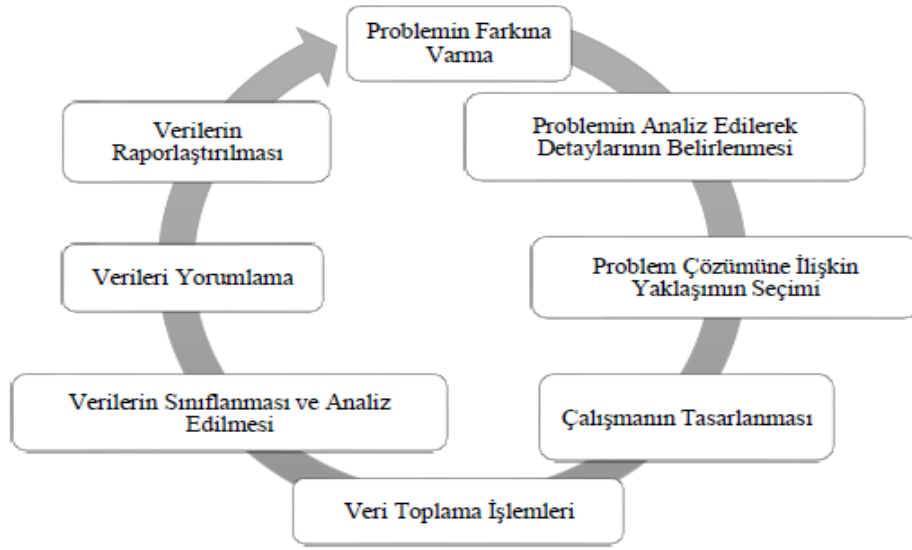 Problemin Farkına
Varma
Problemin Analiz Edilerek
Detaylarının Belirlenmesi
Problem Çözümüne İlişkin
Yaklaşımın Seçimi
Çalışmanın Tasarlanması
Veri Toplama İşlemleri
Verilerin Sınıflanması ve Analiz
Edilmesi
Verileri Yorumlama
Verilerin
Raporlaştırılması